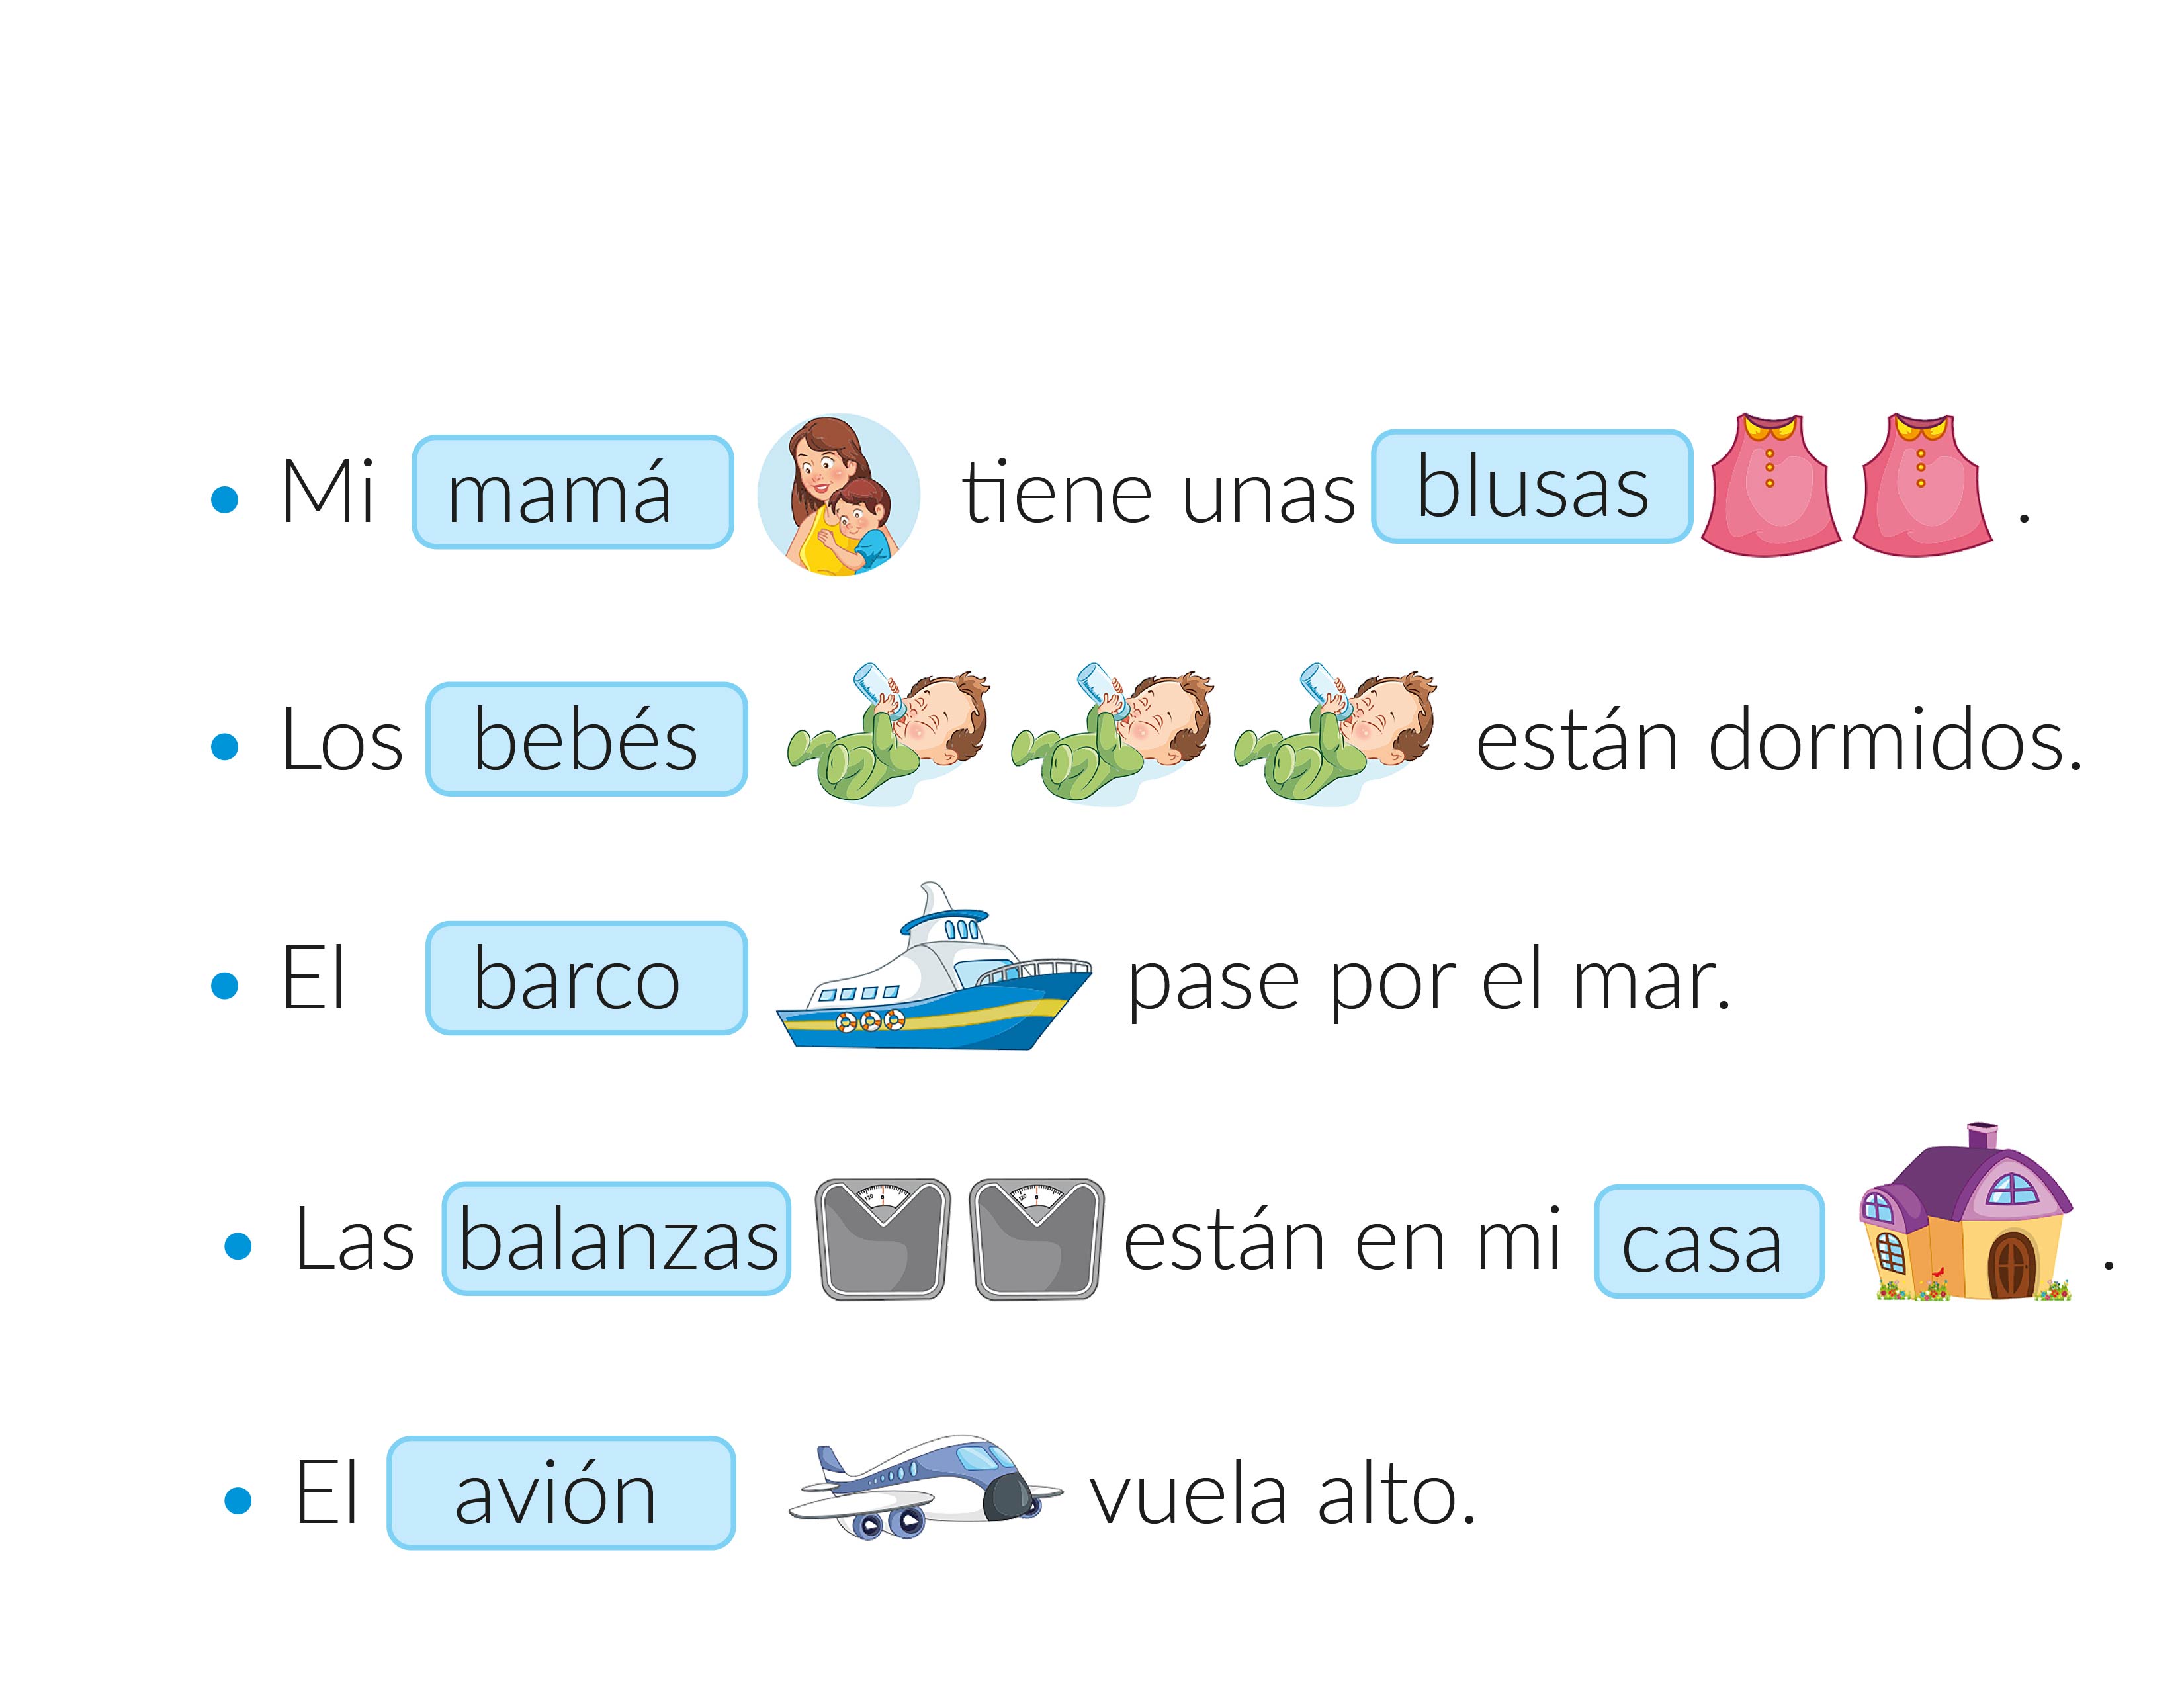 • Mi mamá tiene unas blusas .
• Los bebés están dormidos.
• El barco pase por el mar.
• Las balanzas están en mi casa .
• El avión vuela alto.